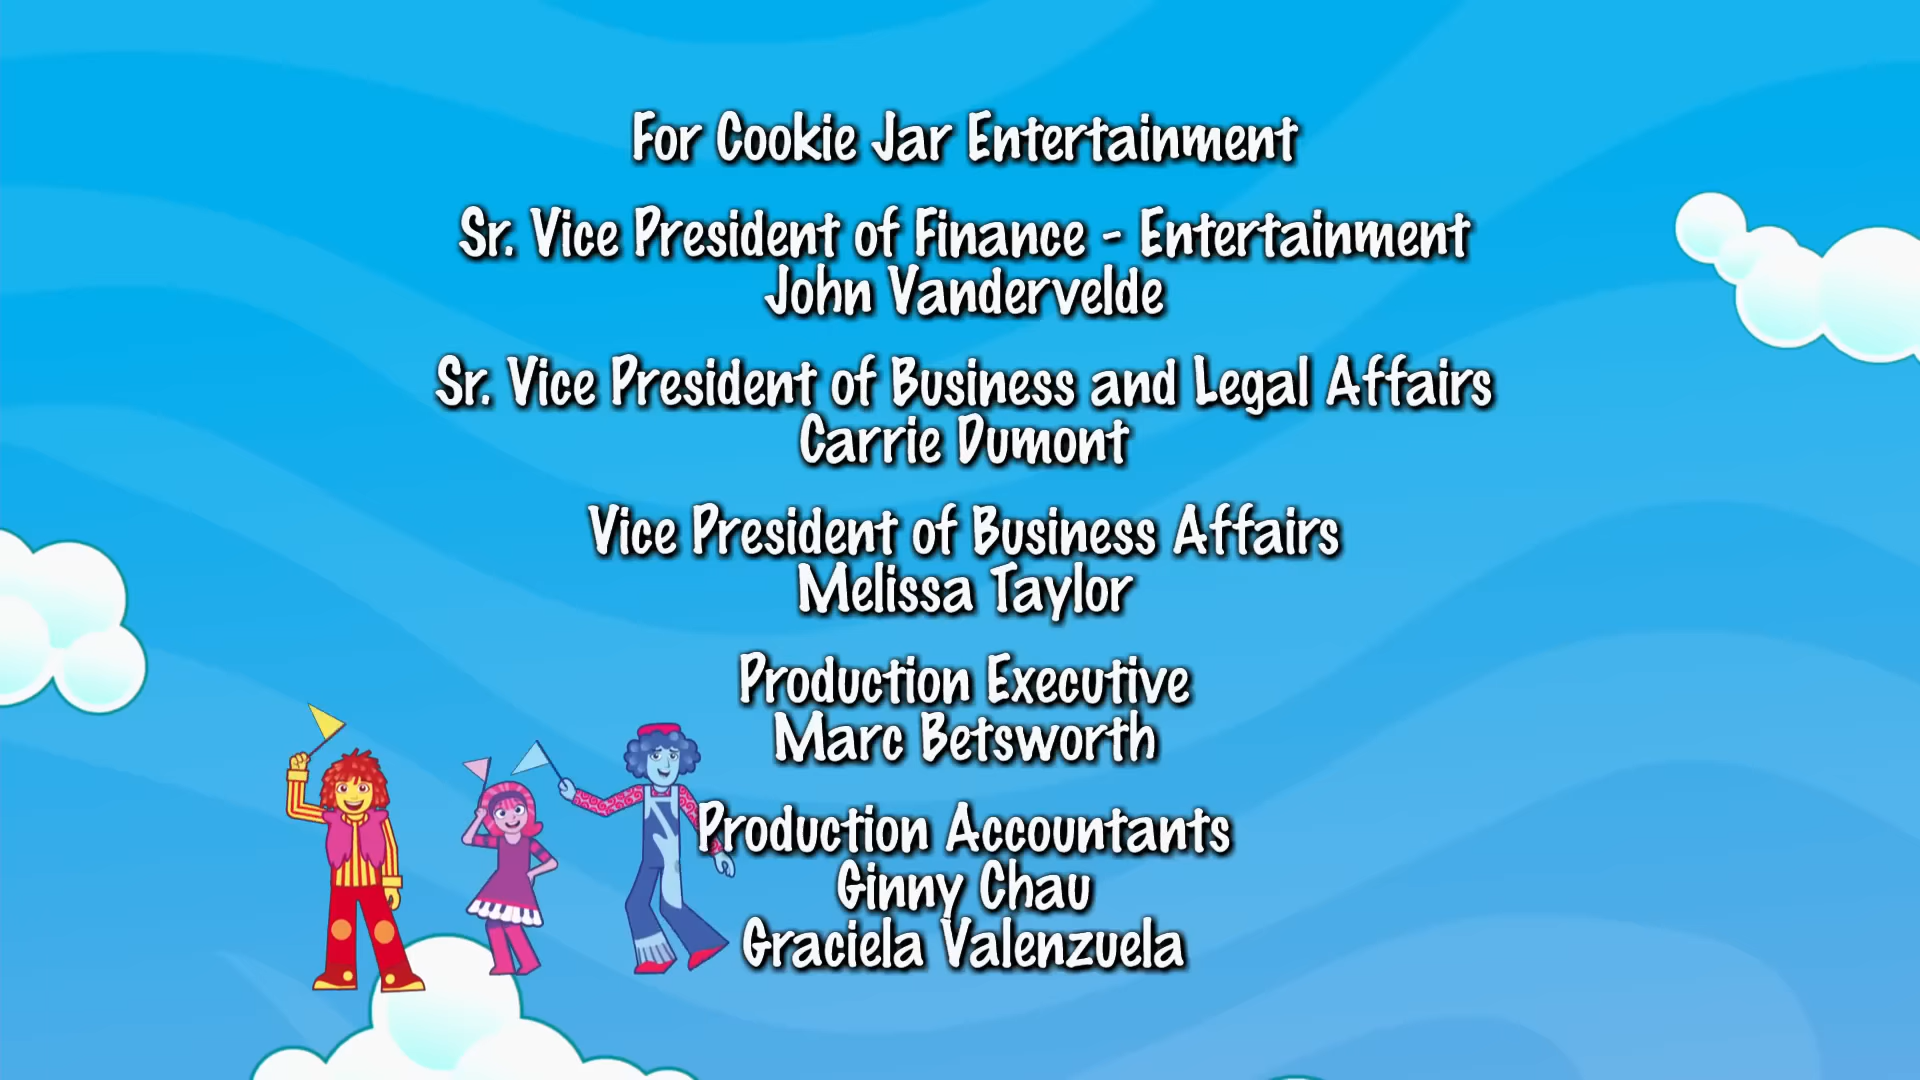 For Cookie Jar Entertainment
Sr. Vice President of Finance - Entertainment
John Vandervelde
Sr. Vice President of Business and Legal Affairs
Carrie Dumont
Vice President of Business Affairs
Melissa Taylor
Production Executive
Marc Betsworth
Production Accountants
Ginny Chau
Graciela Valenzuela